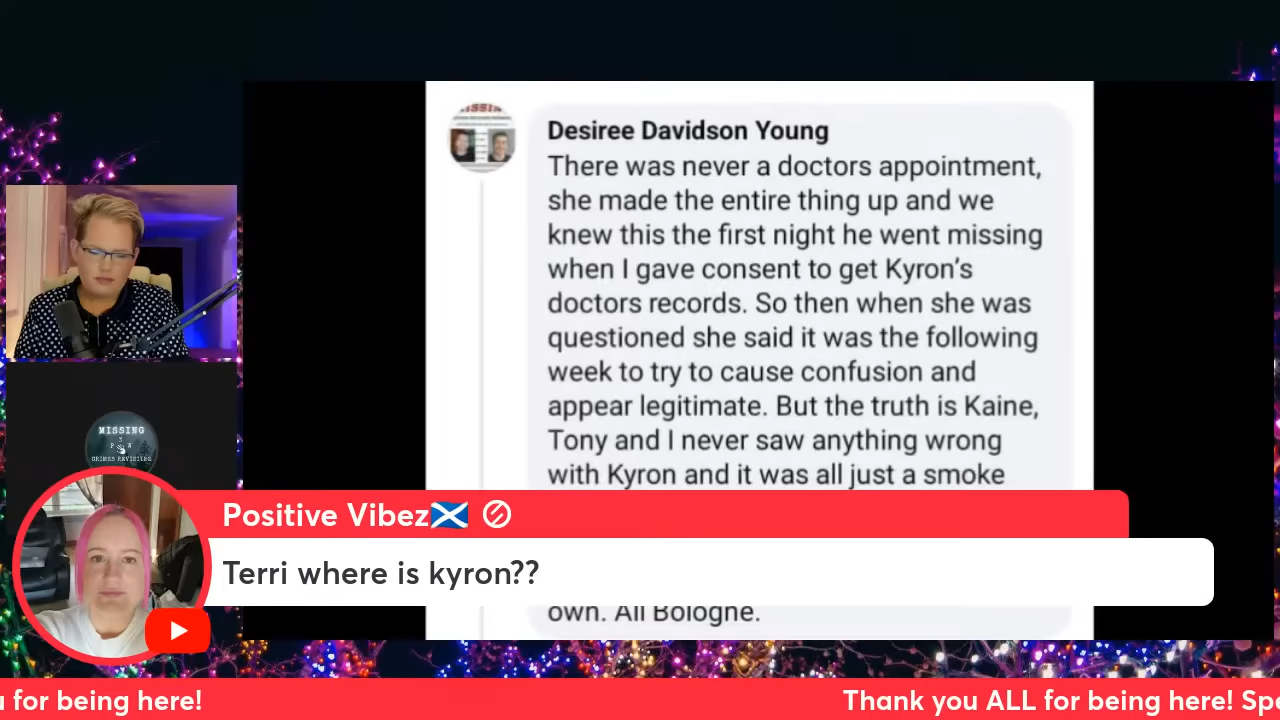 Desiree Davidson Young
There was never a doctors appointment,
she made the entire thing up and we
knew this the first night he went missing
when I gave consent to get Kyron's
doctors records. So then when she was
questioned she said it was the following
week to try to cause confusion and
appear legitimate. But the truth is Kaine,
Tony and I never saw anything wrong
with Kyron and it was all just a smoke
own. All Bologne.
MISSING
CRIMES REVISITED
Positive Vibez
Terri where is kyron??
for being here!
Thank you ALL for being here! Spe